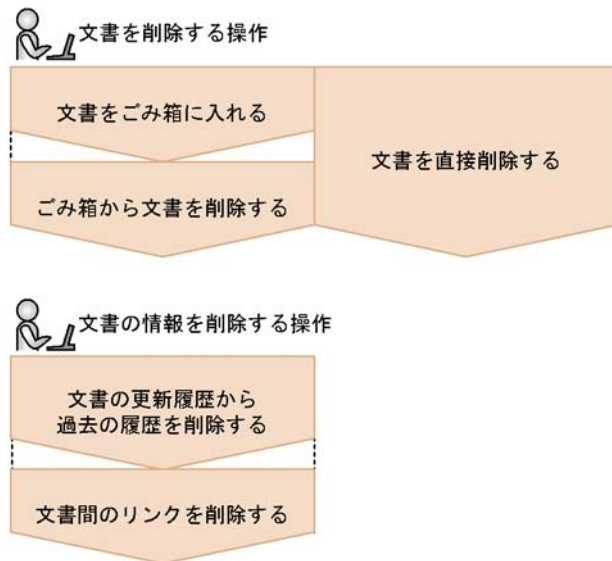 文書を削除する操作
文書をごみ箱に入れる
文書を直接削除する
ごみ箱から文書を削除する
文書の情報を削除する操作
文書の更新履歴から
過去の履歴を削除する
文書間のリンクを削除する